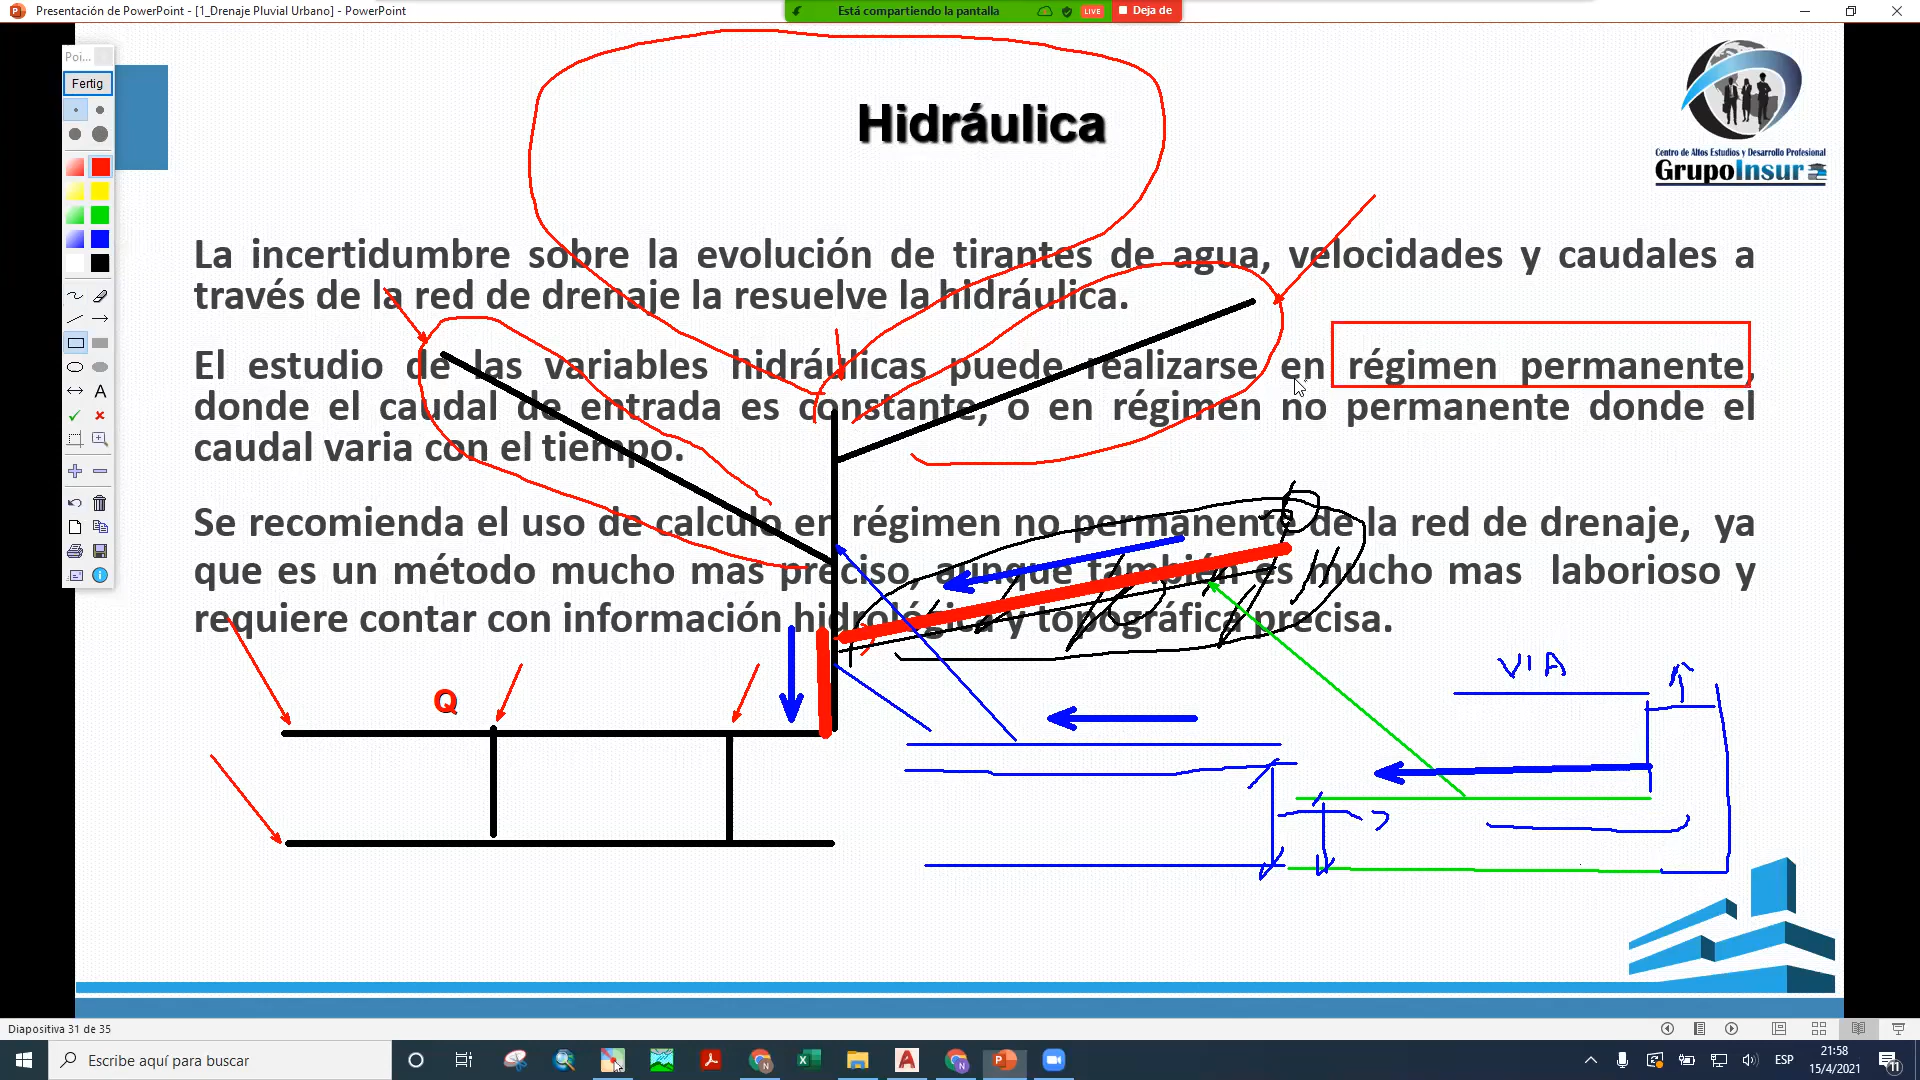 Presentación de PowerPoint - [1_Drenaje Pluvial Urbano] - PowerPoint
Está compartiendo la pantalla
LIVE
Deja de
Poi...
Fertig
A
Hidráulica
Centro de Altos Estudios y Desarrollo Profesional
GrupoInsur
La incertidumbre sobre la evolución de tirantes de agua, velocidades y caudales a
través de la red de drenaje la resuelve la hidráulica.
El estudio de las variables hidráulicas puede realizarse en régimen permanente,
donde el caudal de entrada es constante, o en régimen no permanente donde el
caudal varia con el tiempo.
Se recomienda el uso de calculo en régimen no permanente de la red de drenaje, ya
que es un método mucho mas preciso, aunque también es mucho mas laborioso y
requiere contar con información hidrológica y topográfica precisa.
VIA
Q
Diapositiva 31 de 35
Escribe aquí para buscar
ESP
21:58
15/4/2021
11